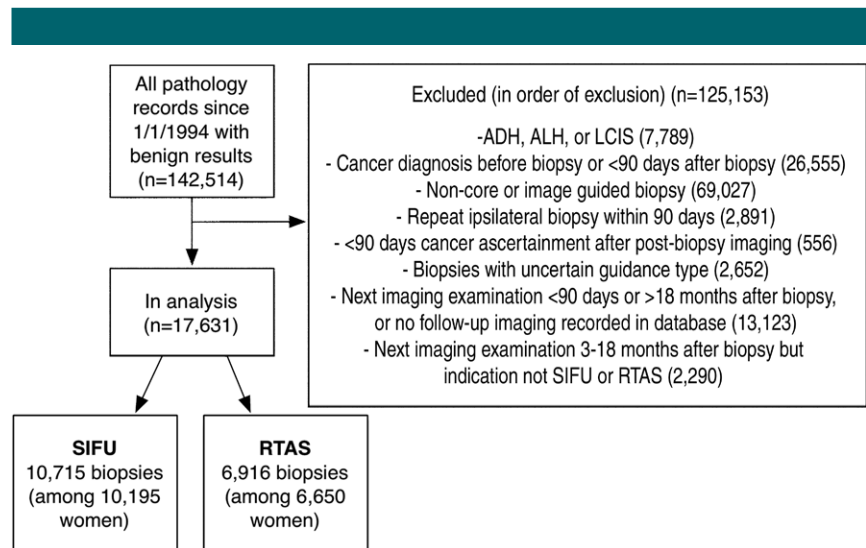 All pathology
records since
1/1/1994 with
benign results
(n=142,514)
Excluded (in order of exclusion) (n=125,153)
-ADH, ALH, or LCIS (7,789)
- Cancer diagnosis before biopsy or <90 days after biopsy (26,555)
- Non-core or image guided biopsy (69,027)
- Repeat ipsilateral biopsy within 90 days (2,891)
- <90 days cancer ascertainment after post-biopsy imaging (556)
- Biopsies with uncertain guidance type (2,652)
- Next imaging examination <90 days or >18 months after biopsy,
or no follow-up imaging recorded in database (13,123)
- Next imaging examination 3-18 months after biopsy but
indication not SIFU or RTAS (2,290)
In analysis
(n=17,631)
SIFU
10,715 biopsies
(among 10,195
women)
RTAS
6,916 biopsies
(among 6,650
women)